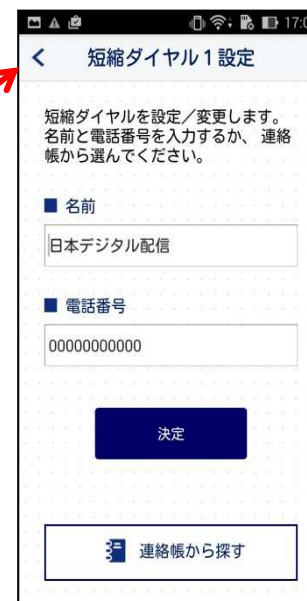 17:0
短縮ダイヤル1設定
短縮ダイヤルを設定／変更します。
名前と電話番号を入力するか、 連絡
帳から選んでください。
■ 名前
日本デジタル配信
■ 電話番号
00000000000
決定
連絡帳から探す